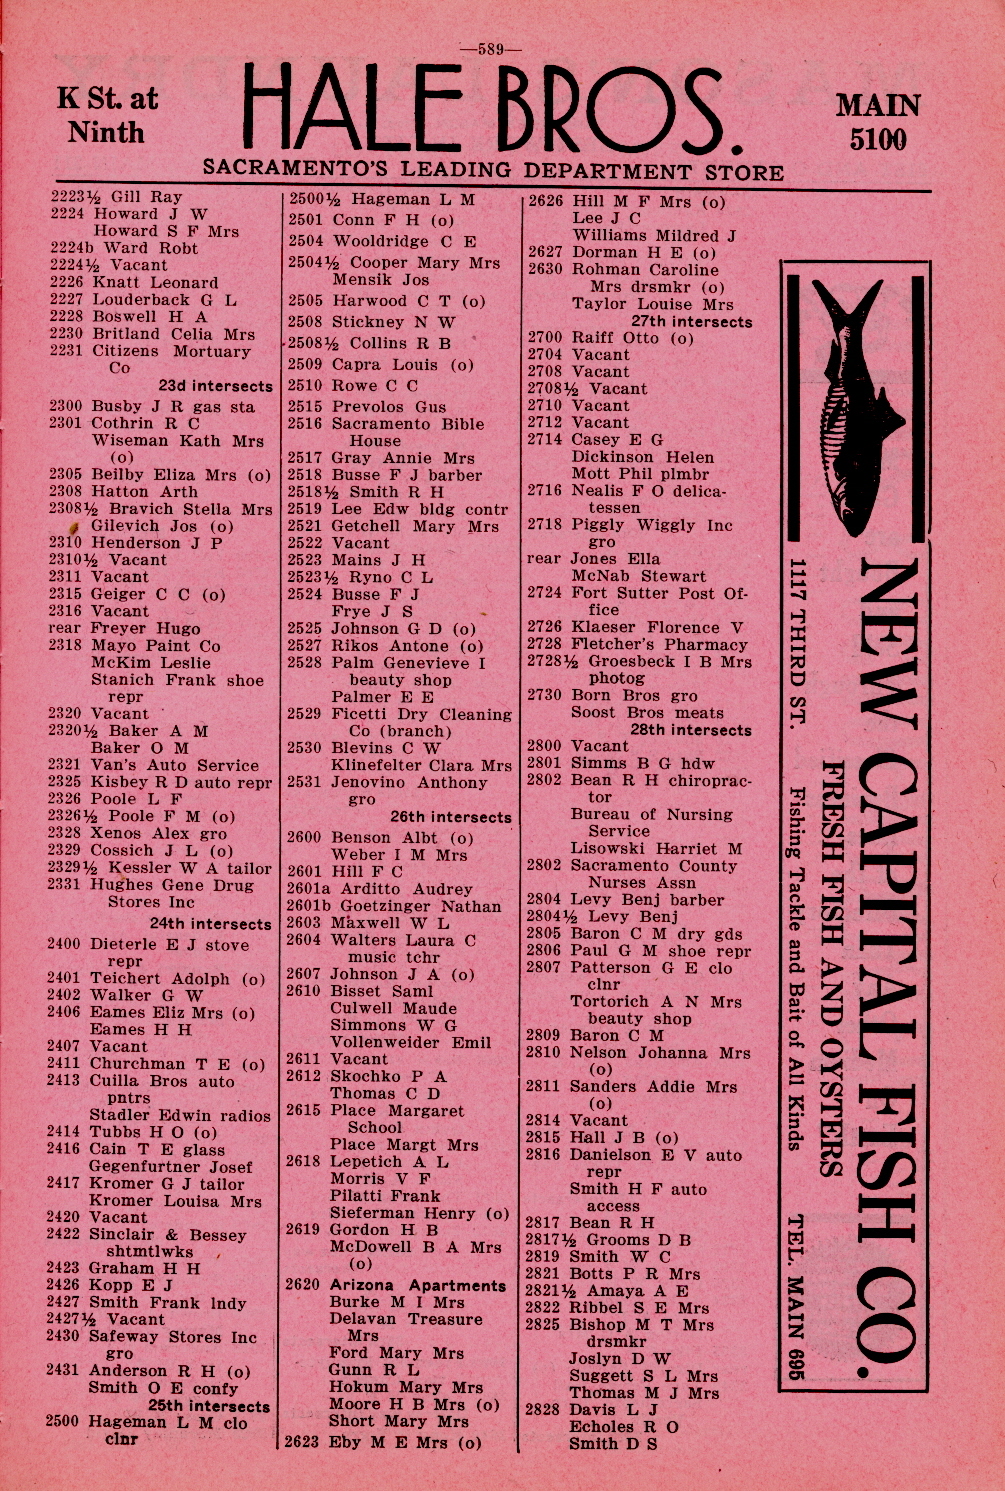 —589—
K St. at
Ninth
HALE BROS.
MAIN
5100
SACRAMENTO'S LEADING DEPARTMENT STORE
2223½ Gill Ray
2224 Howard J W
Howard S F Mrs
2224b Ward Robt
2224½ Vacant
2226 Knatt Leonard
2227 Louderback G L
2228 Boswell H A
2230 Britland Celia Mrs
2231 Citizens Mortuary
Co
23d intersects
2300 Busby J R gas sta
2301 Cothrin R C
Wiseman Kath Mrs
(o)
2305 Beilby Eliza Mrs (o)
2308 Hatton Arth
2308½ Bravich Stella Mrs
Gilevich Jos (o)
2310 Henderson J P
2310½ Vacant
2311 Vacant
2315 Geiger C C (o)
2316 Vacant
rear Freyer Hugo
2318 Mayo Paint Co
McKim Leslie
Stanich Frank shoe
repr
2320 Vacant
2320½ Baker A M
Baker O M
2321 Van's Auto Service
2325 Kisbey R D auto repr
2326 Poole L F
2326½ Poole F M (o)
2328 Xenos Alex gro
2329 Cossich J L (o)
2329½ Kessler W A tailor
2331 Hughes Gene Drug
Stores Inc
24th intersects
2400 Dieterle E J stove
repr
2401 Teichert Adolph (o)
2402 Walker G W
2406 Eames Eliz Mrs (o)
Eames H H
2407 Vacant
2411 Churchman T E (o)
2413 Cuilla Bros auto
pntrs
Stadler Edwin radios
2414 Tubbs H O (o)
2416 Cain T E glass
Gegenfurtner Josef
2417 Kromer G J tailor
Kromer Louisa Mrs
2420 Vacant
2422 Sinclair & Bessey
shtmtlwks
2423 Graham H H
2426 Kopp E J
2427 Smith Frank lndy
2427½ Vacant
2430 Safeway Stores Inc
gro
2431 Anderson R H (o)
Smith O E confy
25th intersects
2500 Hageman L M clo
clnr
2500½ Hageman L M
2501 Conn F H (o)
2504 Wooldridge C E
2504½ Cooper Mary Mrs
Mensik Jos
2505 Harwood C T (o)
2508 Stickney N W
2508½ Collins R B
2509 Capra Louis (o)
2510 Rowe C C
2515 Prevolos Gus
2516 Sacramento Bible
House
2517 Gray Annie Mrs
2518 Busse F J barber
2518½ Smith R H
2519 Lee Edw bldg contr
2521 Getchell Mary Mrs
2522 Vacant
2523 Mains J H
2523½ Ryno C L
2524 Busse F J
Frye J S
2525 Johnson G D (o)
2527 Rikos Antone (o)
2528 Palm Genevieve I
beauty shop
Palmer E E
2529 Ficetti Dry Cleaning
Co (branch)
2530 Blevins C W
Klinefelter Clara Mrs
2531 Jenovino Anthony
gro
26th intersects
2600 Benson Albt (o)
Weber I M Mrs
2601 Hill F C
2601a Arditto Audrey
2601b Goetzinger Nathan
2603 Maxwell W L
2604 Walters Laura C
music tchr
2607 Johnson J A (o)
2610 Bisset Saml
Culwell Maude
Simmons W G
Vollenweider Emil
2611 Vacant
2612 Skochko P A
Thomas C D
2615 Place Margaret
School
Place Margt Mrs
2618 Lepetich A L
Morris V F
Pilatti Frank
Sieferman Henry (o)
2619 Gordon H B
McDowell B A Mrs
(o)
2620 Arizona Apartments
Burke M I Mrs
Delavan Treasure
Mrs
Ford Mary Mrs
Gunn R L
Hokum Mary Mrs
Moore H B Mrs (o)
Short Mary Mrs
2623 Eby M E Mrs (o)
2626 Hill M F Mrs (o)
Lee J C
Williams Mildred J
2627 Dorman H E (o)
2630 Rohman Caroline
Mrs drsmkr (o)
Taylor Louise Mrs
27th intersects
2700 Raiff Otto (o)
2704 Vacant
2708 Vacant
2708½ Vacant
2710 Vacant
2712 Vacant
2714 Casey E G
Dickinson Helen
Mott Phil plmbr
2716 Nealis F O delica-
tessen
2718 Piggly Wiggly Inc
gro
rear Jones Ella
McNab Stewart
2724 Fort Sutter Post Of-
fice
2726 Klaeser Florence V
2728 Fletcher's Pharmacy
2728½ Groesbeck I B Mrs
photog
2730 Born Bros gro
Soost Bros meats
28th intersects
2800 Vacant
2801 Simms B G hdw
2802 Bean R H chiroprac-
tor
Bureau of Nursing
Service
Lisowski Harriet M
2802 Sacramento County
Nurses Assn
2804 Levy Benj barber
2804½ Levy Benj
2805 Baron C M dry gds
2806 Paul G M shoe repr
2807 Patterson G E clo
clnr
Tortorich A N Mrs
beauty shop
2809 Baron C M
2810 Nelson Johanna Mrs
(o)
2811 Sanders Addie Mrs
(o)
2814 Vacant
2815 Hall J B (o)
2816 Danielson E V auto
repr
Smith H F auto
access
2817 Bean R H
2817½ Grooms D B
2819 Smith W C
2821 Botts P R Mrs
2821½ Amaya A E
2822 Ribbel S E Mrs
2825 Bishop M T Mrs
drsmkr
Joslyn D W
Suggett S L Mrs
Thomas M J Mrs
2828 Davis L J
Echoles R O
Smith D S
NEW CAPITAL FISH CO.
FRESH FISH AND OYSTERS
1117 THIRD ST. Fishing Tackle and Bait of All Kinds TEL. MAIN 695